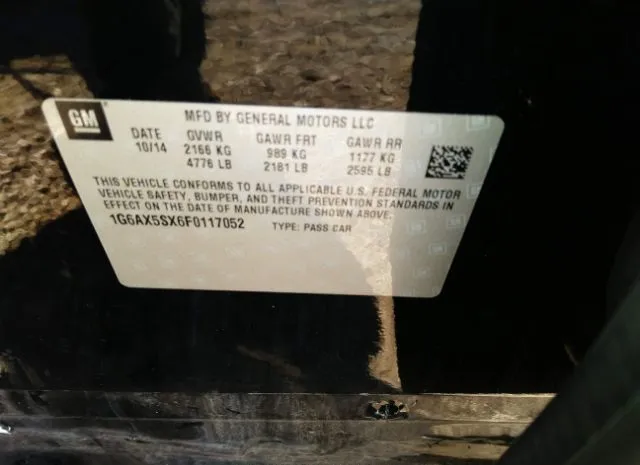 GM
MFD BY GENERAL MOTORS LLC
DATE GVWR GAWR FRT GAWR RR
10/14 2166 KG 989 KG 1177 KG
4776 LB 2181 LB 2595 LB
THIS VEHICLE CONFORMS TO ALL APPLICABLE U.S. FEDERAL MOTOR
VEHICLE SAFETY, BUMPER, AND THEFT PREVENTION STANDARDS IN
EFFECT ON THE DATE OF MANUFACTURE SHOWN ABOVE.
1G6AX5SX6F0117052 TYPE: PASS CAR